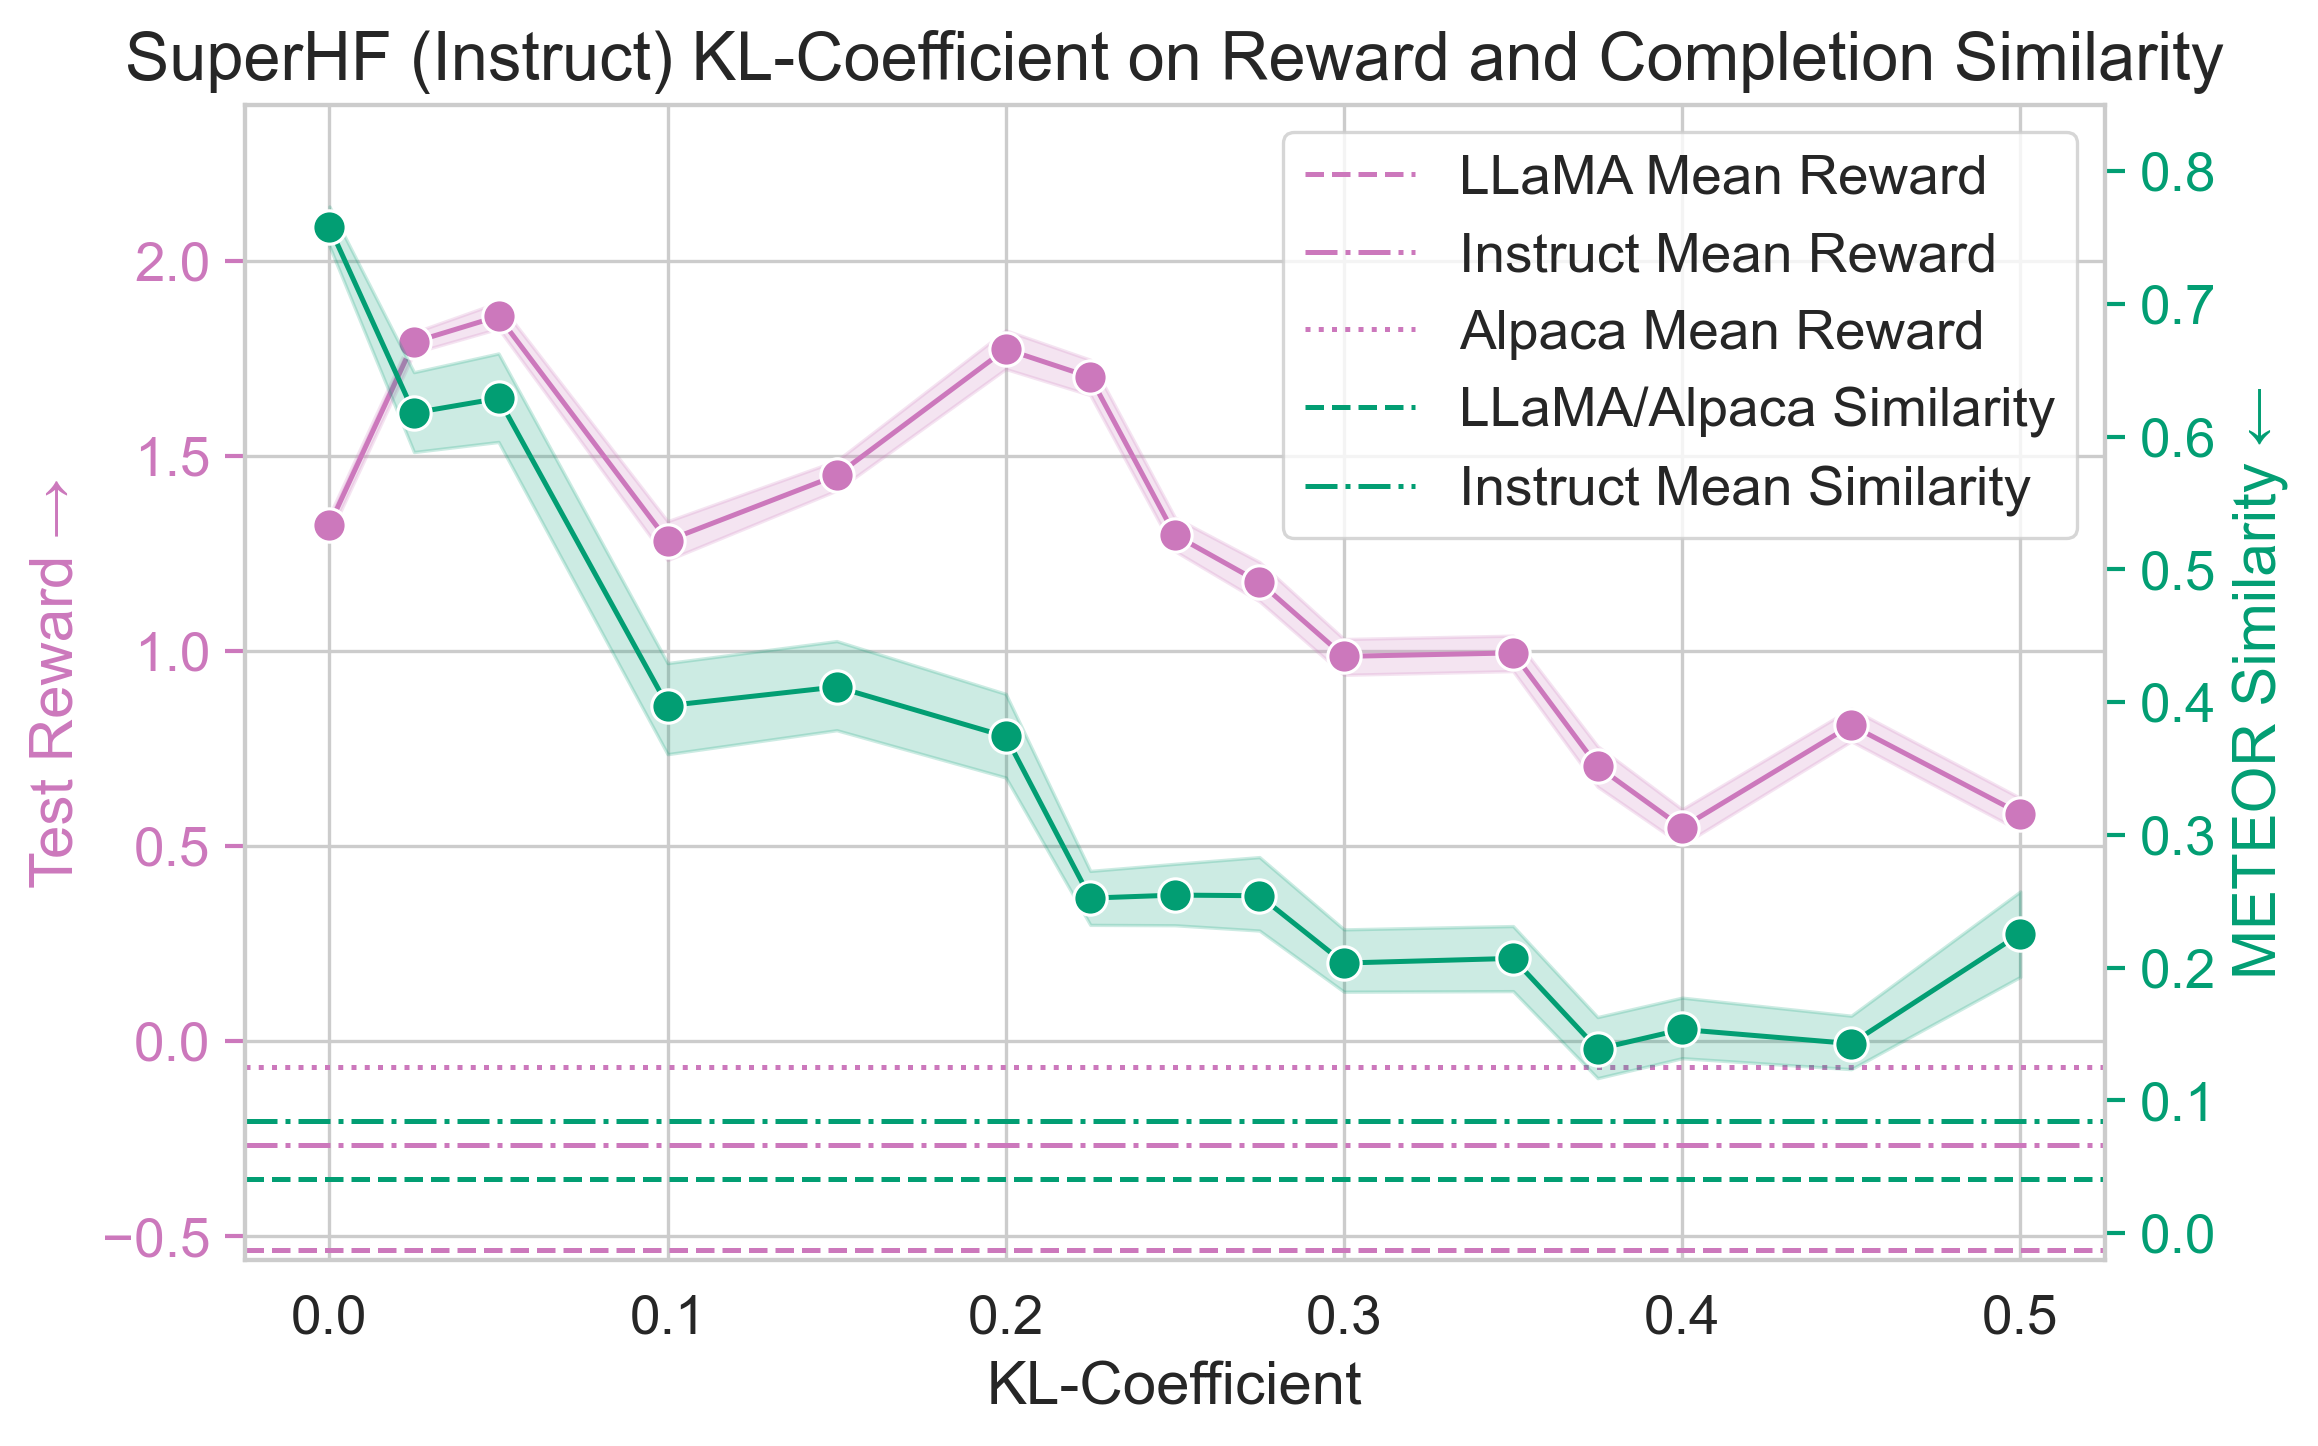 SuperHF (Instruct) KL-Coefficient on Reward and Completion Similarity
LLaMA Mean Reward
Instruct Mean Reward
Alpaca Mean Reward
LLaMA/Alpaca Similarity
Instruct Mean Similarity
Test Reward →
2.0
1.5
1.0
0.5
0.0
−0.5
0.8
0.7
0.6
0.5
0.4
0.3
0.2
0.1
0.0
METEOR Similarity ←
0.0 0.1 0.2 0.3 0.4 0.5
KL-Coefficient